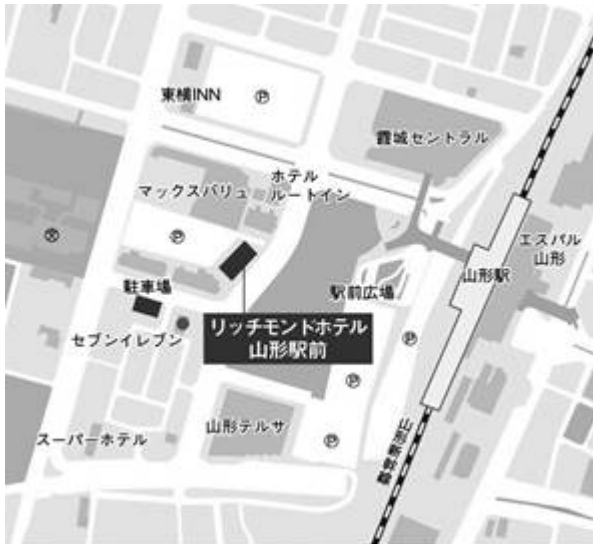 東横INN
Ⓟ
霞城セントラル
ホテル
ルートイン
マックスバリュ
Ⓟ
エスパル
山形
山形駅
駅前広場
駐車場
セブンイレブン
リッチモンドホテル
山形駅前
Ⓟ
Ⓟ
山形テルサ
Ⓟ
スーパーホテル
山形新幹線